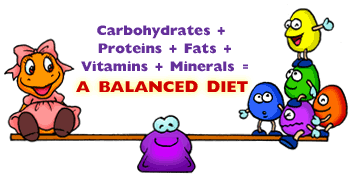 Carbohydrates +
Proteins + Fats +
Vitamins + Minerals =
A BALANCED DIET